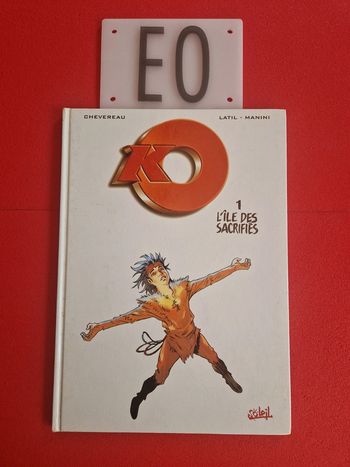 EO
CHEVEREAU LATIL - MANINI
KO
1
L'ÎLE DES
SACRIFIÉS
Soleil